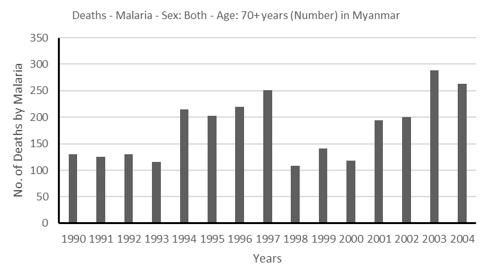 Deaths - Malaria - Sex: Both - Age: 70+years (Number) in Myanmar
No. of Deaths by Malaria
350
300
250
200
150
100
50
0
1990 1991 1992 1993 1994 1995 1996 1997 1998 1999 2000 2001 2002 2003 2004
Years